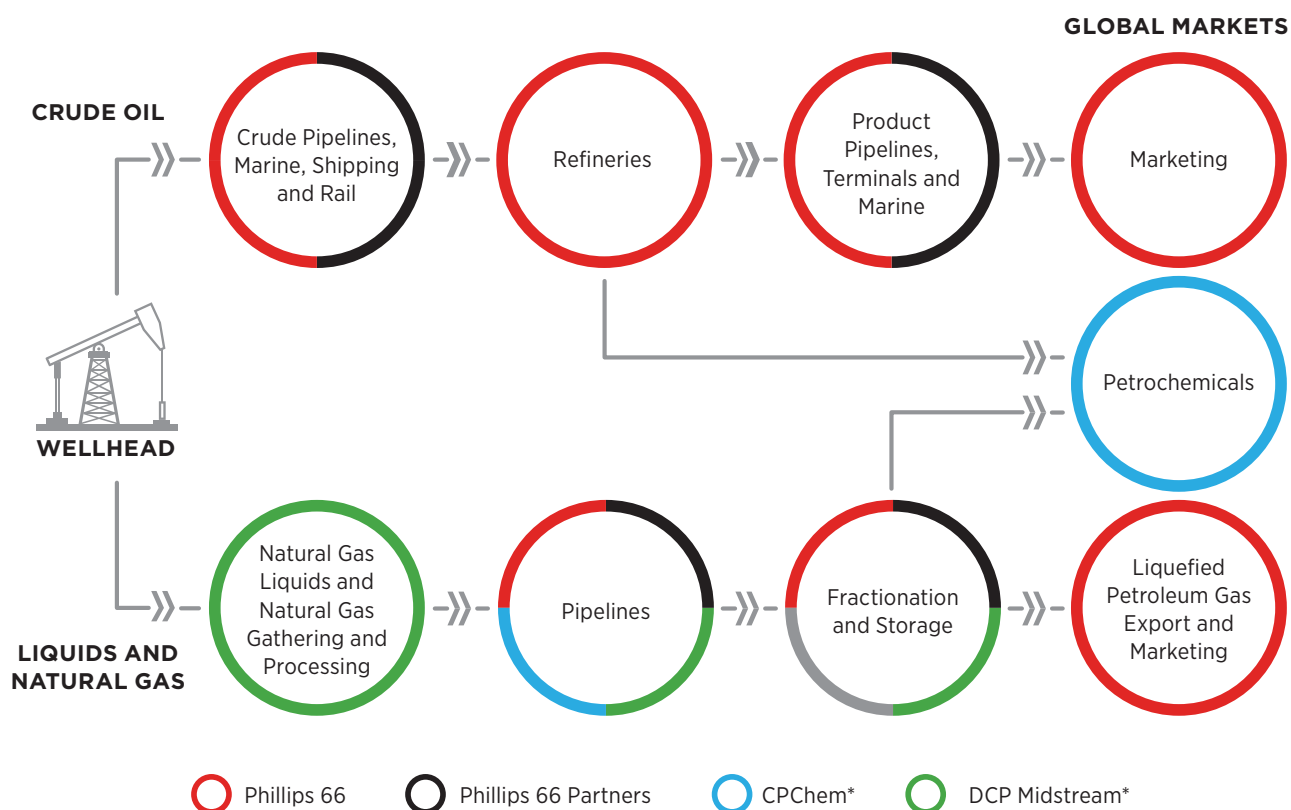 GLOBAL MARKETS
CRUDE OIL
Crude Pipelines,
Marine, Shipping
and Rail
Refineries
Product
Pipelines,
Terminals and
Marine
Marketing
Petrochemicals
WELLHEAD
LIQUIDS AND
NATURAL GAS
Natural Gas
Liquids and
Natural Gas
Gathering and
Processing
Pipelines
Fractionation
and Storage
Liquefied
Petroleum Gas
Export and
Marketing
Phillips 66
Phillips 66 Partners
CPChem*
DCP Midstream*